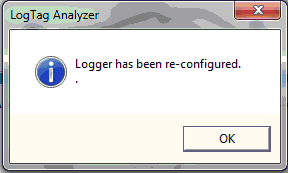 LogTag Analyzer
Logger has been re-configured.
.
OK